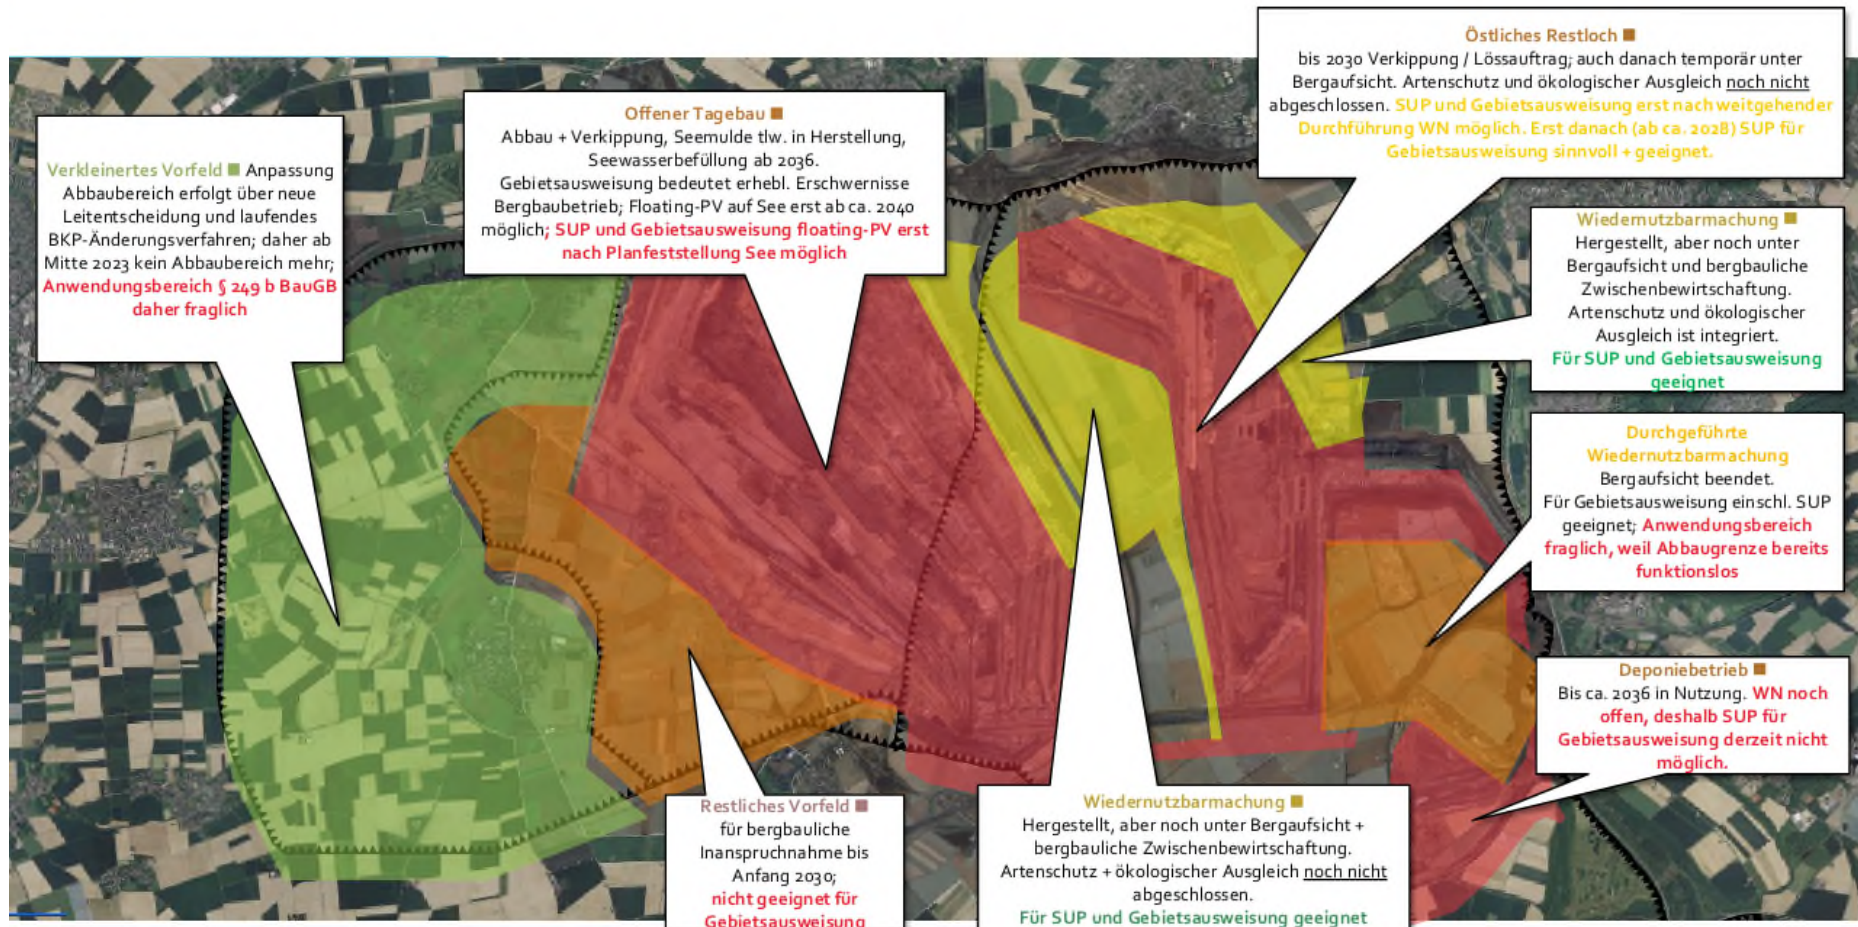 Verkleinertes Vorfeld ■ Anpassung
Abbaubereich erfolgt über neue
Leitentscheidung und laufendes
BKP-Änderungsverfahren; daher ab
Mitte 2023 kein Abbaubereich mehr;
Anwendungsbereich § 249 b BauGB
daher fraglich
Offener Tagebau ■
Abbau + Verkippung, Seemulde tlw. in Herstellung,
Seewasserbefüllung ab 2036.
Gebietsausweisung bedeutet erhebl. Erschwernisse
Bergbaubetrieb; Floating-PV auf See erst ab ca. 2040
möglich; SUP und Gebietsausweisung floating-PV erst
nach Planfeststellung See möglich
Östliches Restloch ■
bis 2030 Verkippung / Lössauftrag; auch danach temporär unter
Bergaufsicht. Artenschutz und ökologischer Ausgleich noch nicht
abgeschlossen. SUP und Gebietsausweisung erst nach weitgehender
Durchführung WN möglich. Erst danach (ab ca. 2028) SUP für
Gebietsausweisung sinnvoll + geeignet.
Wiedernutzbarmachung ■
Hergestellt, aber noch unter
Bergaufsicht und bergbauliche
Zwischenbewirtschaftung.
Artenschutz und ökologischer
Ausgleich ist integriert.
Für SUP und Gebietsausweisung
geeignet
Durchgeführte
Wiedernutzbarmachung
Bergaufsicht beendet.
Für Gebietsausweisung einschl. SUP
geeignet; Anwendungsbereich
fraglich, weil Abbaugrenze bereits
funktionslos
Deponiebetrieb ■
Bis ca. 2036 in Nutzung. WN noch
offen, deshalb SUP für
Gebietsausweisung derzeit nicht
möglich.
Restliches Vorfeld ■
für bergbauliche
Inanspruchnahme bis
Anfang 2030;
nicht geeignet für
Gebietsausweisung
Wiedernutzbarmachung ■
Hergestellt, aber noch unter Bergaufsicht +
bergbauliche Zwischenbewirtschaftung.
Artenschutz + ökologischer Ausgleich noch nicht
abgeschlossen.
Für SUP und Gebietsausweisung geeignet